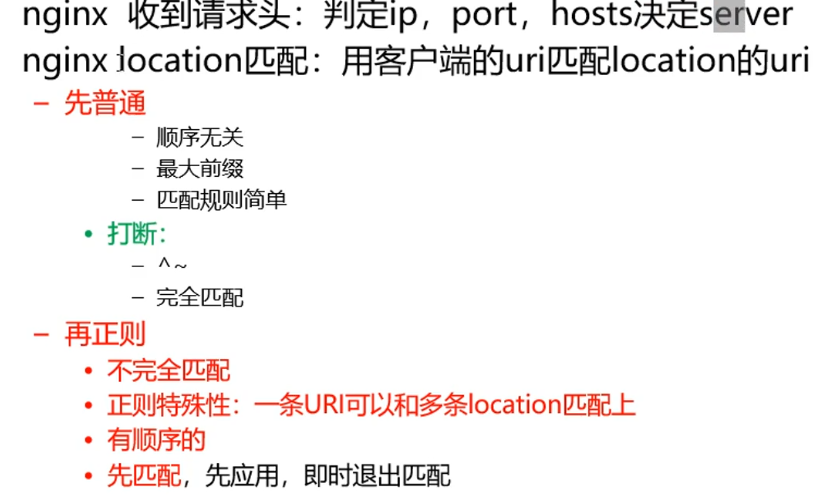 nginx 收到请求头：判定ip，port，hosts决定server
nginx location匹配：用客户端的uri匹配location的uri
– 先普通
– 顺序无关
– 最大前缀
– 匹配规则简单
• 打断：
– ^~
– 完全匹配
– 再正则
• 不完全匹配
• 正则特殊性：一条URI可以和多条location匹配上
• 有顺序的
• 先匹配，先应用，即时退出匹配